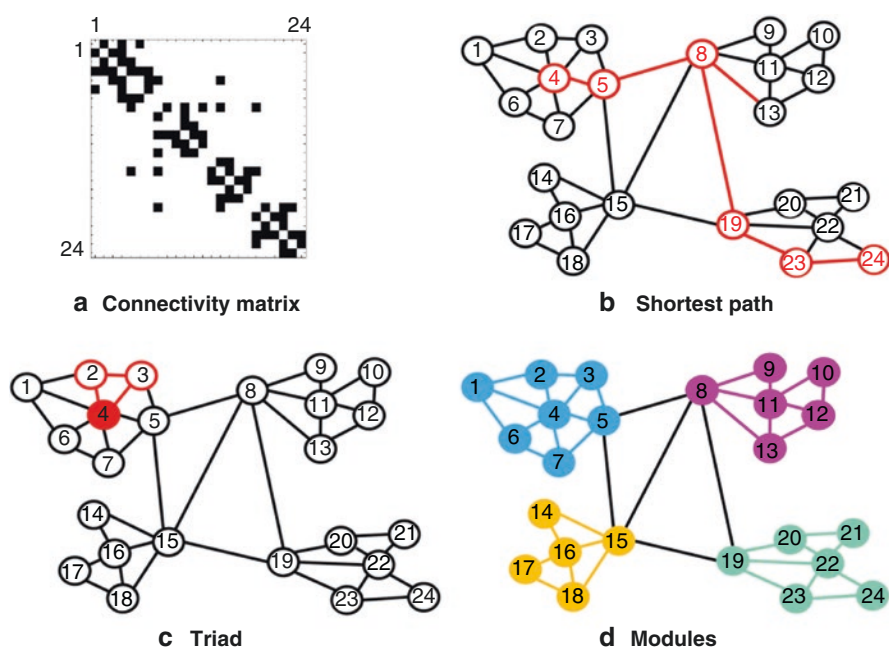 1 24
1
24
a Connectivity matrix
1 2 3 4 5 6 7 8 9 10 11 12 13 14 15 16 17 18 19 20 21 22 23 24
b Shortest path
1 2 3 4 5 6 7 8 9 10 11 12 13 14 15 16 17 18 19 20 21 22 23 24
c Triad
1 2 3 4 5 6 7 8 9 10 11 12 13 14 15 16 17 18 19 20 21 22 23 24
d Modules